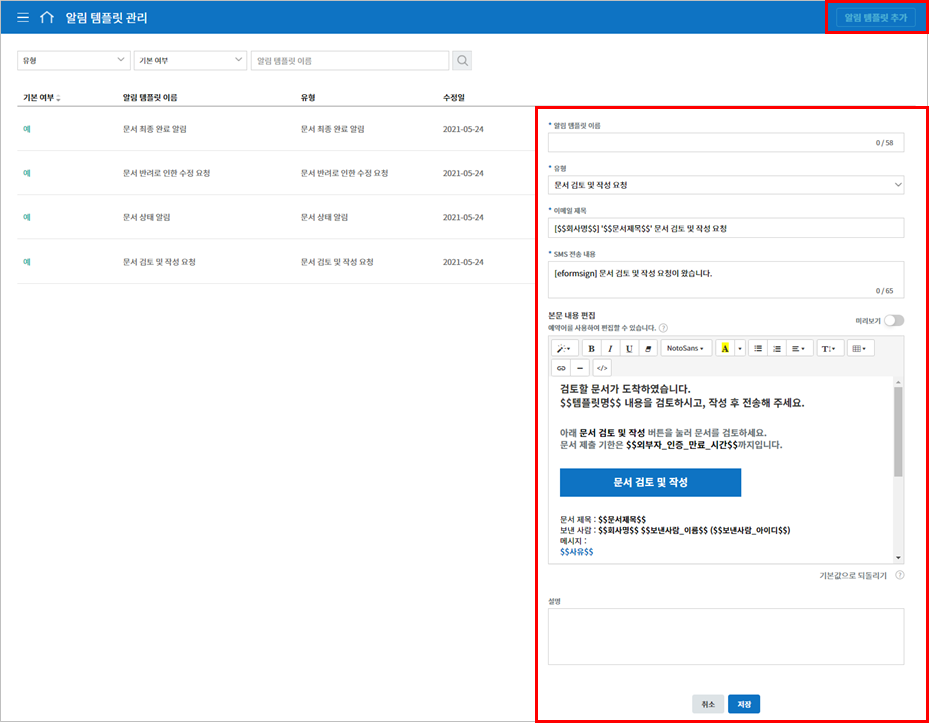 알림 템플릿 관리
알림 템플릿 추가
유형
기본 여부
알림 템플릿 이름
기본 여부 알림 템플릿 이름 유형 수정일
예 문서 최종 완료 알림 문서 최종 완료 알림 2021-05-24
예 문서 반려로 인한 수정 요청 문서 반려로 인한 수정 요청 2021-05-24
예 문서 상태 알림 문서 상태 알림 2021-05-24
예 문서 검토 및 작성 요청 문서 검토 및 작성 요청 2021-05-24
* 알림 템플릿 이름
0 / 58
* 유형
문서 검토 및 작성 요청
* 이메일 제목
[$$회사명$$] '$$문서제목$$' 문서 검토 및 작성 요청
* SMS 전송 내용
[eformsign] 문서 검토 및 작성 요청이 왔습니다.
0 / 65
본문 내용 편집
예약어를 사용하여 편집할 수 있습니다. ?
미리보기
B I U NotoSans A T
</>
검토할 문서가 도착하였습니다.
$$템플릿명$$ 내용을 검토하시고, 작성 후 전송해 주세요.
아래 문서 검토 및 작성 버튼을 눌러 문서를 검토하세요.
문서 제출 기한은 $$외부자_인증_만료_시간$$까지입니다.
문서 검토 및 작성
문서 제목 : $$문서제목$$
보낸 사람 : $$회사명$$ $$보낸사람_이름$$ ($$보낸사람_아이디$$)
메시지 :
$$사유$$
기본값으로 되돌리기 ?
설명
취소 저장